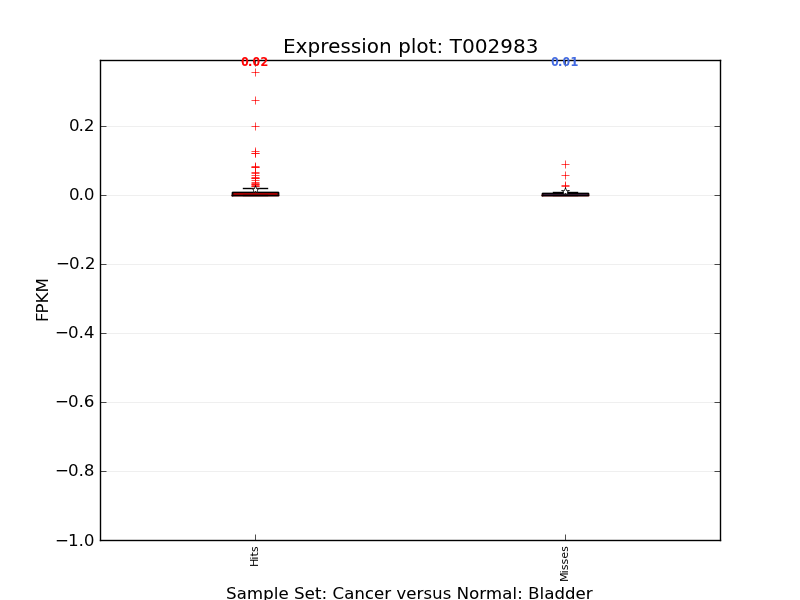 Expression plot: T002983
0.02
0.01
0.2
0.0
−0.2
−0.4
−0.6
−0.8
−1.0
FPKM
Hits
Misses
Sample Set: Cancer versus Normal: Bladder